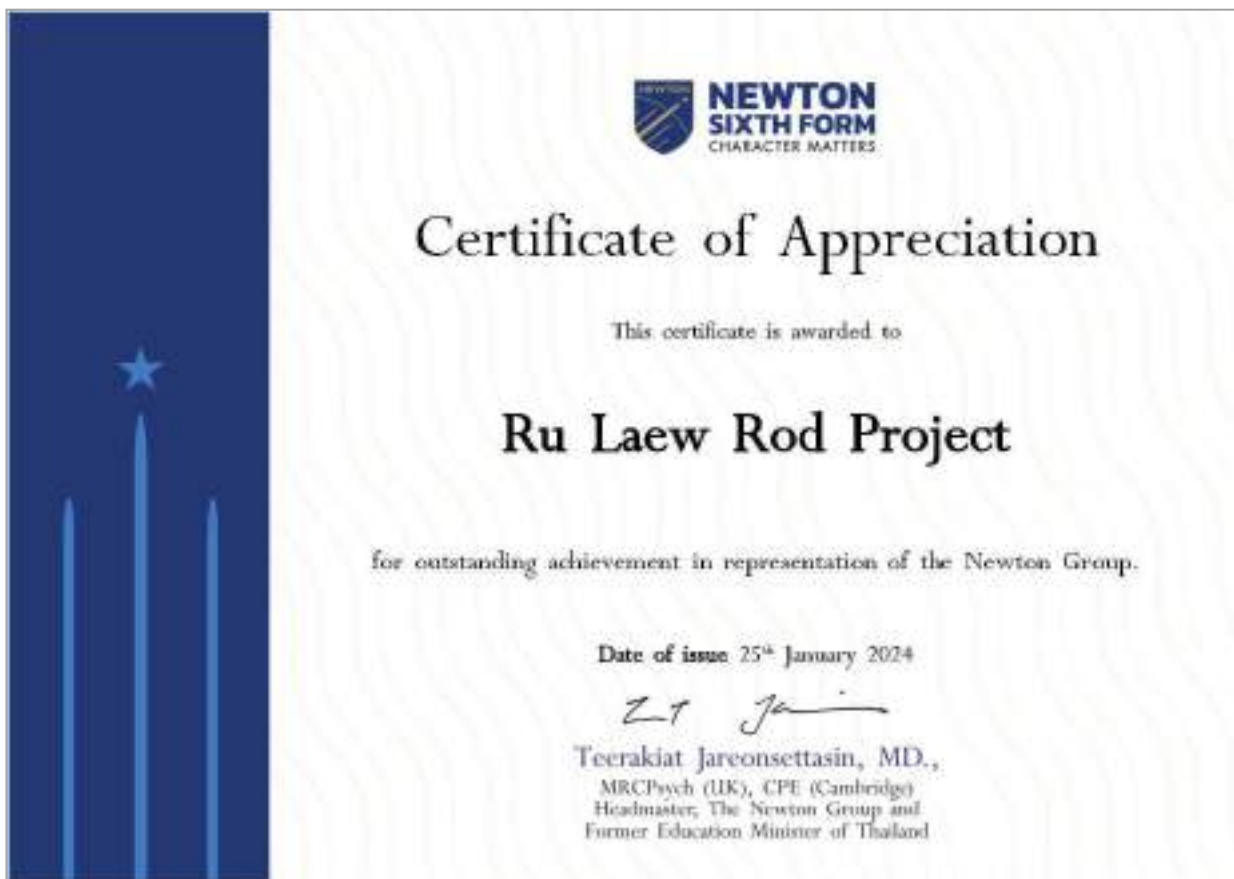 NEWTON
NEWTON
SIXTH FORM
CHARACTER MATTERS
Certificate of Appreciation
This certificate is awarded to
Ru Laew Rod Project
for outstanding achievement in representation of the Newton Group.
Date of issue 25th January 2024
Teerakiat Jareonsettasin, MD.,
MRCPsych (UK), CPE (Cambridge)
Headmaster, The Newton Group and
Former Education Minister of Thailand